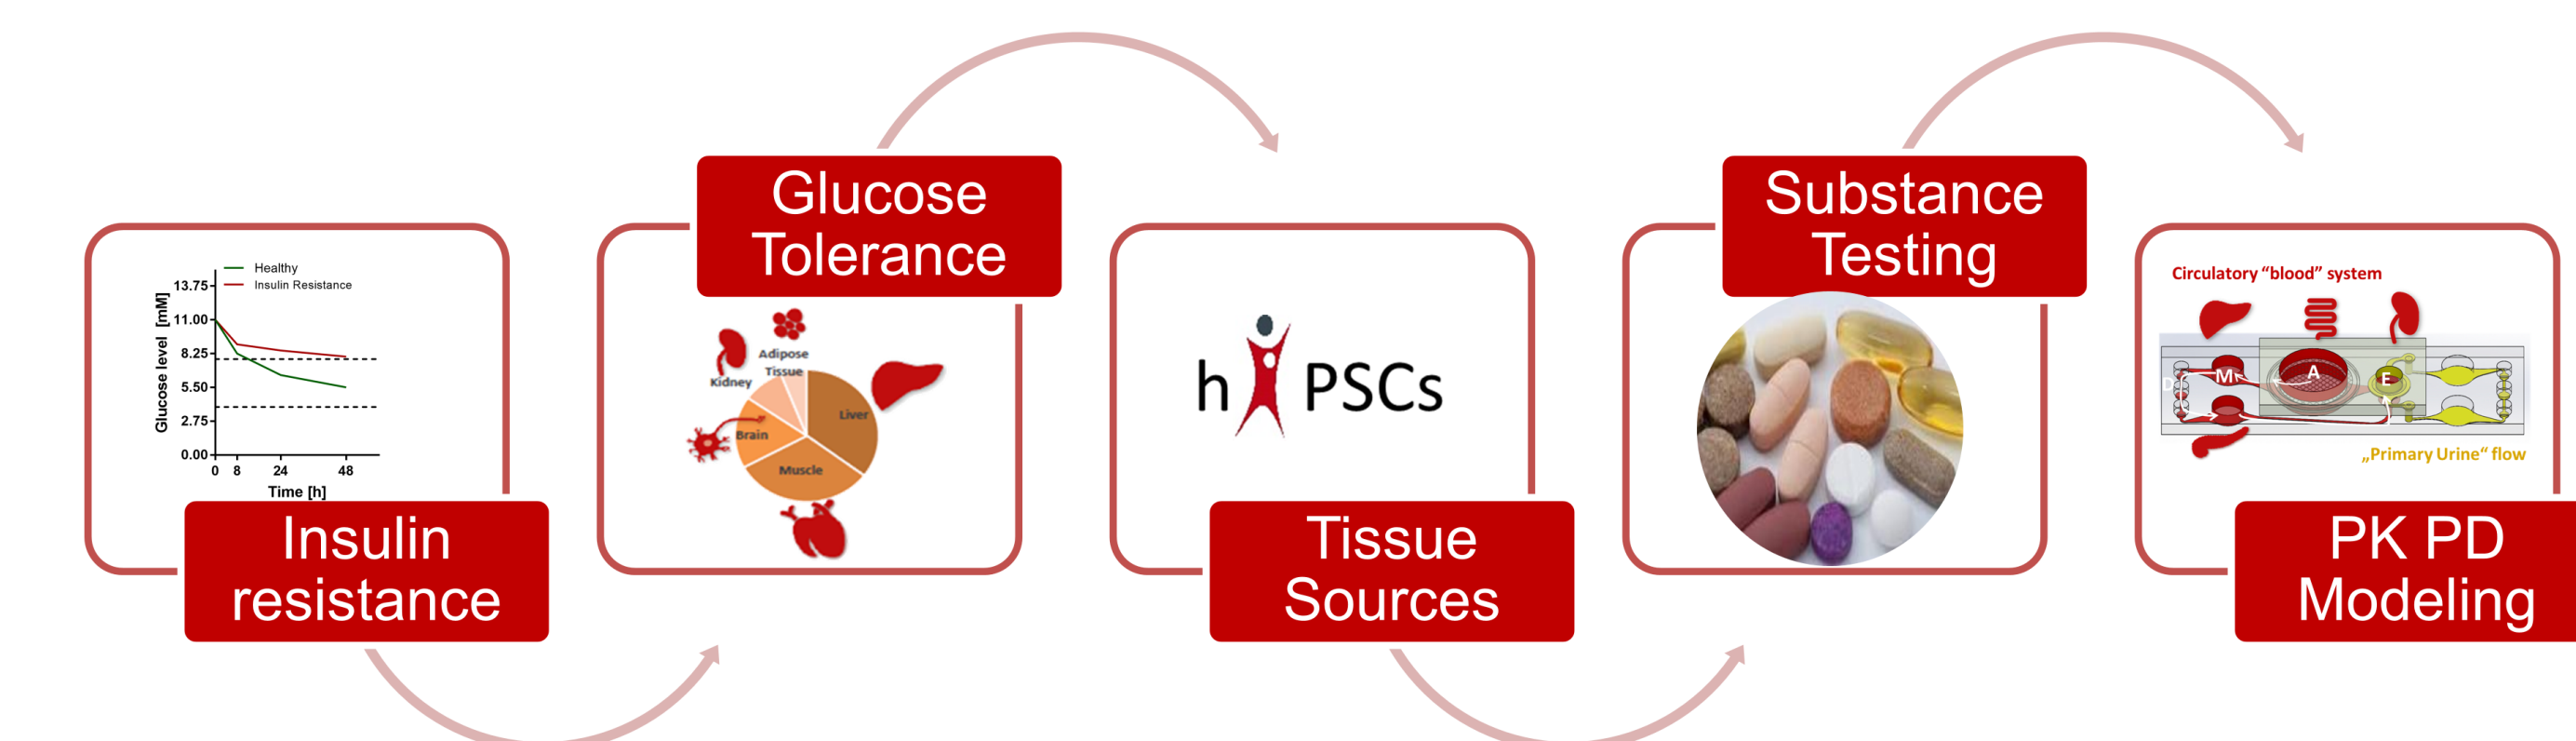 Healthy
Insulin Resistance
Glucose level [mM]
13.75
11.00
8.25
5.50
2.75
0.00
0 8 24 48
Time [h]
Insulin
resistance
Glucose
Tolerance
Adipose
Tissue
Kidney
Liver
Brain
Muscle
h PSCs
Tissue
Sources
Substance
Testing
Circulatory “blood” system
D
M
A
E
„Primary Urine“ flow
PK PD
Modeling